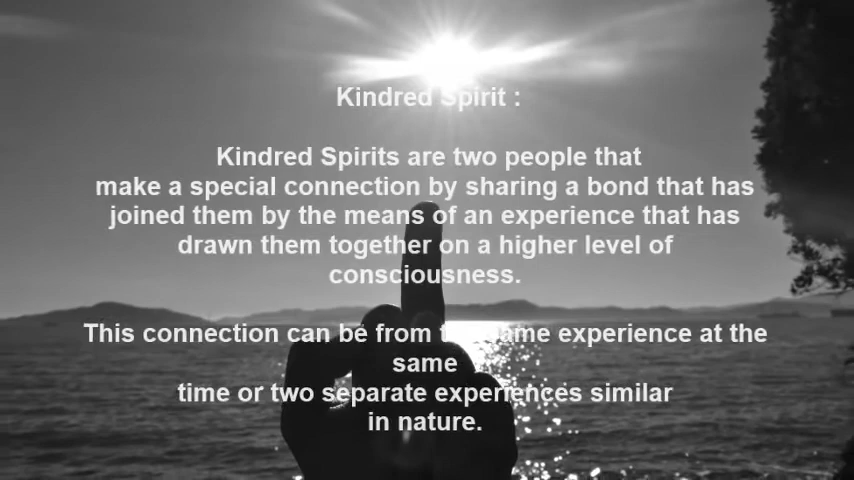 Kindred Spirit :
Kindred Spirits are two people that
make a special connection by sharing a bond that has
joined them by the means of an experience that has
drawn them together on a higher level of
consciousness.
This connection can be from the same experience at the
same
time or two separate experiences similar
in nature.